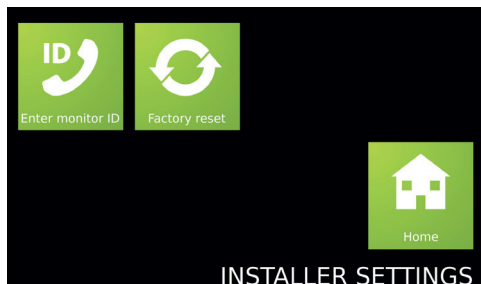 ID
Enter monitor ID
Factory reset
Home
INSTALLER SETTINGS